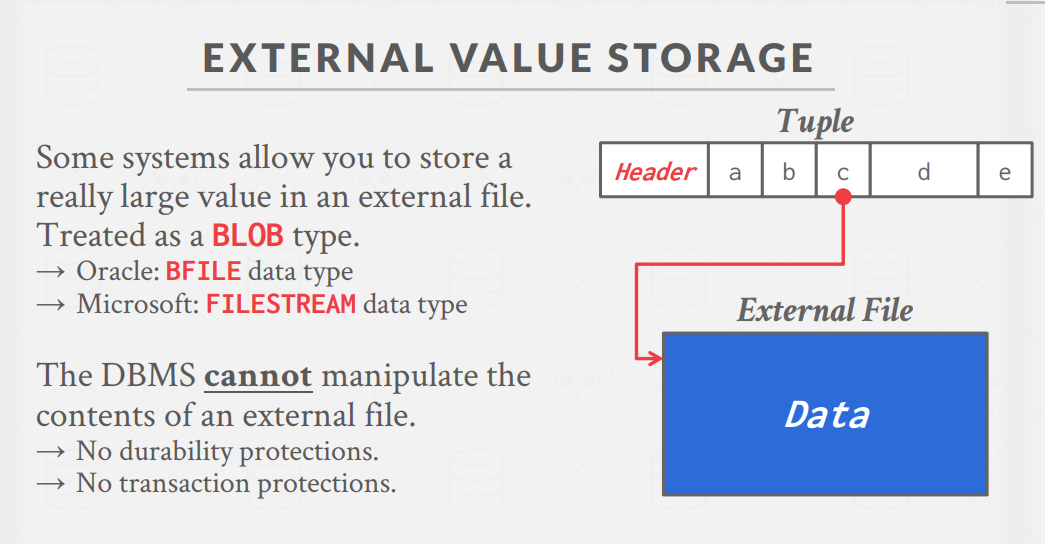 EXTERNAL VALUE STORAGE
Some systems allow you to store a
really large value in an external file.
Treated as a BLOB type.
→ Oracle: BFILE data type
→ Microsoft: FILESTREAM data type
The DBMS cannot manipulate the
contents of an external file.
→ No durability protections.
→ No transaction protections.
Tuple
Header a b c d e
External File
Data